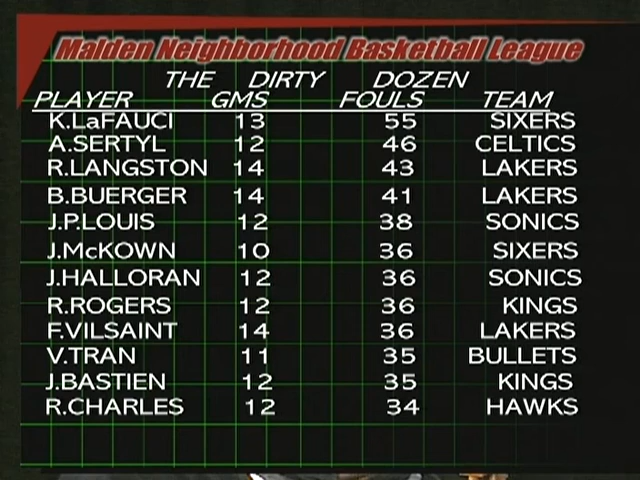 Malden Neighborhood Basketball League
THE DIRTY DOZEN
PLAYER GMS FOULS TEAM
K.LaFAUCI 13 55 SIXERS
A.SERTYL 12 46 CELTICS
R.LANGSTON 14 43 LAKERS
B.BUERGER 14 41 LAKERS
J.P.LOUIS 12 38 SONICS
J.McKOWN 10 36 SIXERS
J.HALLORAN 12 36 SONICS
R.ROGERS 12 36 KINGS
F.VILSAINT 14 36 LAKERS
V.TRAN 11 35 BULLETS
J.BASTIEN 12 35 KINGS
R.CHARLES 12 34 HAWKS